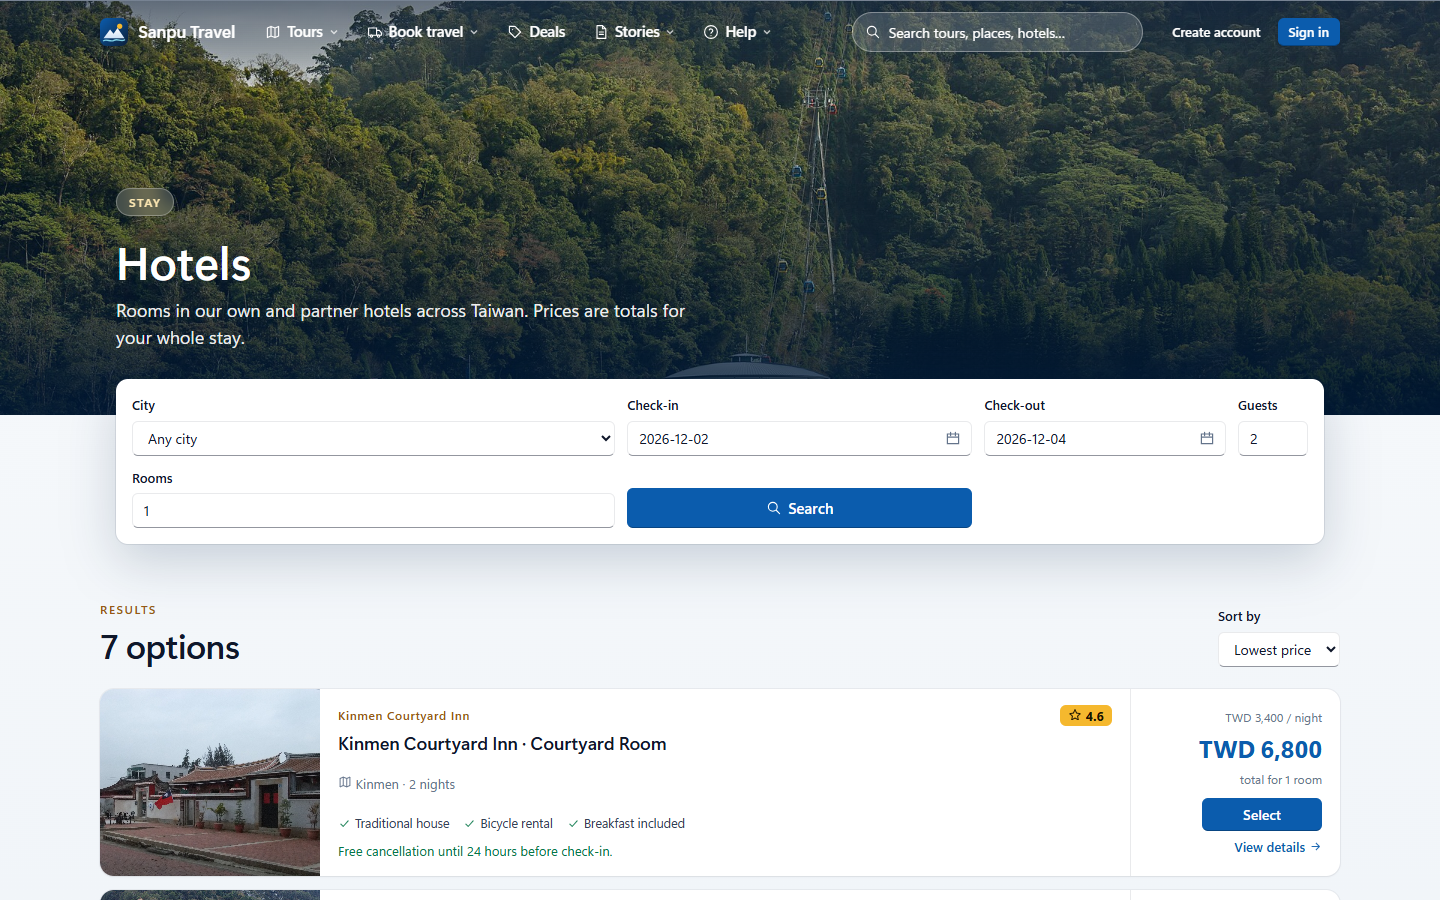 Sanpu Travel
Tours
Book travel
Deals
Stories
Help
Search tours, places, hotels...
Create account
Sign in
STAY
Hotels
Rooms in our own and partner hotels across Taiwan. Prices are totals for
your whole stay.
City
Check-in
Check-out
Guests
Any city
2026-12-02
2026-12-04
2
Rooms
1
Search
RESULTS
7 options
Sort by
Lowest price
Kinmen Courtyard Inn
4.6
Kinmen Courtyard Inn · Courtyard Room
Kinmen · 2 nights
Traditional house
Bicycle rental
Breakfast included
Free cancellation until 24 hours before check-in.
TWD 3,400 / night
TWD 6,800
total for 1 room
Select
View details